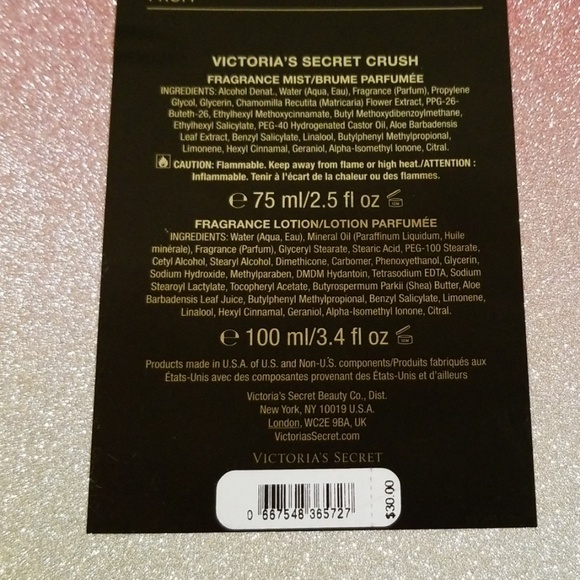 VICTORIA'S SECRET CRUSH
FRAGRANCE MIST/BRUME PARFUMÉE
INGREDIENTS: Alcohol Denat., Water (Aqua, Eau), Fragrance (Parfum), Propylene
Glycol, Glycerin, Chamomilla Recutita (Matricaria) Flower Extract, PPG-26-
Buteth-26, Ethylhexyl Methoxycinnamate, Butyl Methoxydibenzoylmethane,
Ethylhexyl Salicylate, PEG-40 Hydrogenated Castor Oil, Aloe Barbadensis
Leaf Extract, Benzyl Salicylate, Linalool, Butylphenyl Methylpropional,
Limonene, Hexyl Cinnamal, Geraniol, Alpha-Isomethyl Ionone, Citral.
CAUTION: Flammable. Keep away from flame or high heat./ATTENTION :
Inflammable. Tenir à l'écart de la chaleur ou des flammes.
℮ 75 ml/2.5 fl oz
FRAGRANCE LOTION/LOTION PARFUMÉE
INGREDIENTS: Water (Aqua, Eau), Mineral Oil (Paraffinum Liquidum, Huile
minérale), Fragrance (Parfum), Glyceryl Stearate, Stearic Acid, PEG-100 Stearate,
Cetyl Alcohol, Stearyl Alcohol, Dimethicone, Carbomer, Phenoxyethanol, Glycerin,
Sodium Hydroxide, Methylparaben, DMDM Hydantoin, Tetrasodium EDTA, Sodium
Stearoyl Lactylate, Tocopheryl Acetate, Butyrospermum Parkii (Shea) Butter, Aloe
Barbadensis Leaf Juice, Butylphenyl Methylpropional, Benzyl Salicylate, Limonene,
Linalool, Hexyl Cinnamal, Geraniol, Alpha-Isomethyl Ionone, Citral.
℮ 100 ml/3.4 fl oz
Products made in U.S.A. of U.S. and Non-U.S. components/Produits fabriqués aux
États-Unis avec des composantes provenant des États-Unis et d'ailleurs
Victoria's Secret Beauty Co., Dist.
New York, NY 10019 U.S.A.
London, WC2E 9BA, UK
VictoriasSecret.com
VICTORIA'S SECRET
0 667548 365727
$30.00